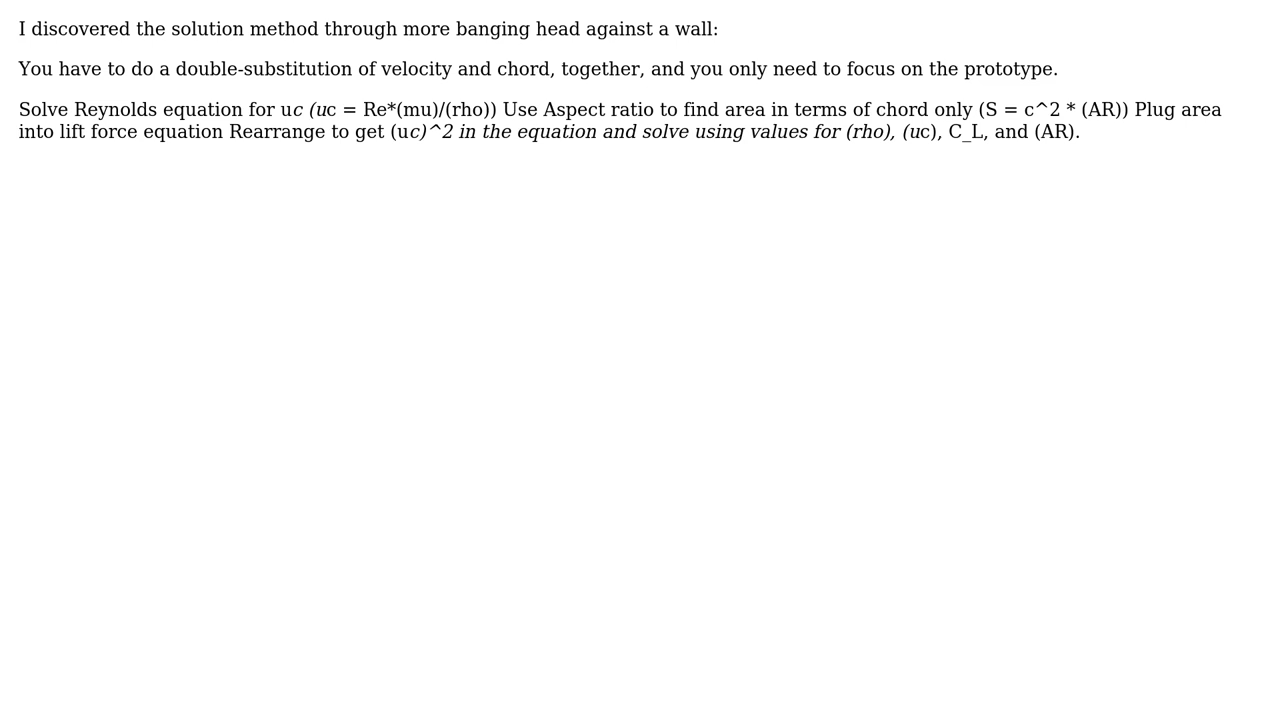 I discovered the solution method through more banging head against a wall:
You have to do a double-substitution of velocity and chord, together, and you only need to focus on the prototype.
Solve Reynolds equation for uc (uc = Re*(mu)/(rho)) Use Aspect ratio to find area in terms of chord only (S = c^2 * (AR)) Plug area
into lift force equation Rearrange to get (uc)^2 in the equation and solve using values for (rho), (uc), C_L, and (AR).